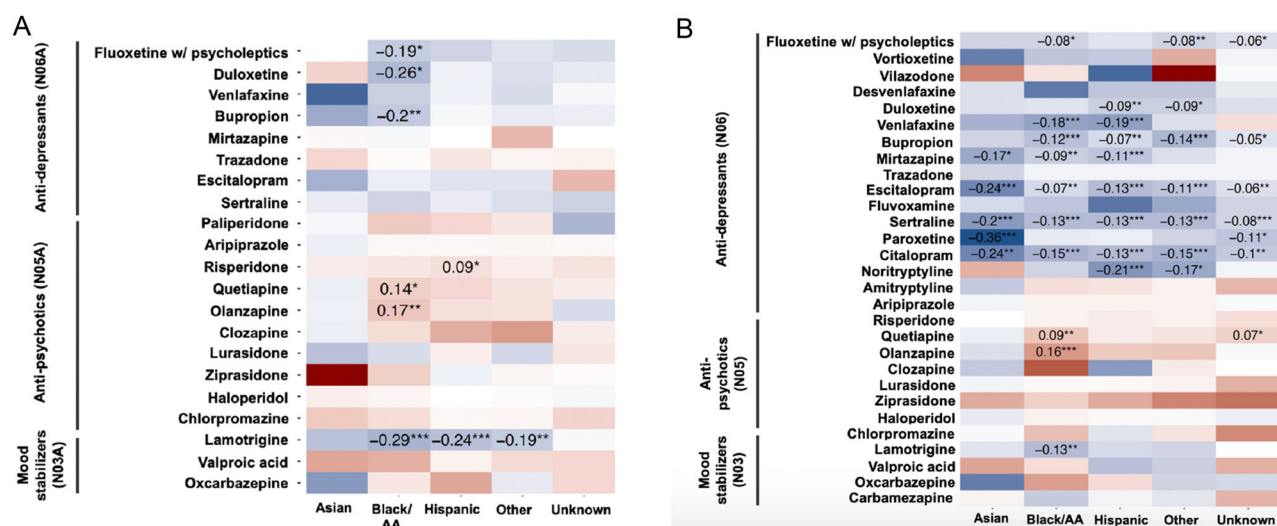 A
Anti-depressants (N06A)
Fluoxetine w/ psycholeptics −0.19*
Duloxetine −0.26*
Venlafaxine
Bupropion −0.2**
Mirtazapine
Trazadone
Escitalopram
Sertraline
Anti-psychotics (N05A)
Paliperidone
Aripiprazole
Risperidone 0.09*
Quetiapine 0.14*
Olanzapine 0.17**
Clozapine
Lurasidone
Ziprasidone
Haloperidol
Chlorpromazine
Mood
stabilizers
(N03A)
Lamotrigine −0.29*** −0.24*** −0.19**
Valproic acid
Oxcarbazepine
Asian Black/ Hispanic Other Unknown
AA
B
Anti-depressants (N06)
Fluoxetine w/ psycholeptics −0.08* −0.08** −0.06*
Vortioxetine
Vilazodone
Desvenlafaxine
Duloxetine −0.09** −0.09*
Venlafaxine −0.18*** −0.19***
Bupropion −0.12*** −0.07** −0.14*** −0.05*
Mirtazapine −0.17* −0.09** −0.11***
Trazadone
Escitalopram −0.24*** −0.07** −0.13*** −0.11*** −0.06**
Fluvoxamine
Sertraline −0.2*** −0.13*** −0.13*** −0.13*** −0.08***
Paroxetine −0.36*** −0.11*
Citalopram −0.24** −0.15*** −0.13*** −0.15*** −0.1**
Noritryptyline −0.21*** −0.17*
Amitryptyline
Aripiprazole
Anti-
psychotics
(N05)
Risperidone
Quetiapine 0.09** 0.07*
Olanzapine 0.16***
Clozapine
Lurasidone
Ziprasidone
Haloperidol
Mood
stabilizers
(N03)
Chlorpromazine
Lamotrigine −0.13**
Valproic acid
Oxcarbazepine
Carbamezapine
Asian Black/AA Hispanic Other Unknown